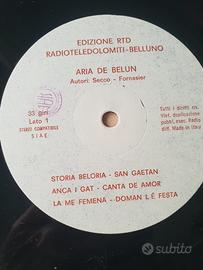 EDIZIONE RTD
RADIOTELEDOLOMITI-BELLUNO
ARIA DE BELUN
Autori: Secco - Fornasier
33 giri
Lato 1
STEREO COMPATIBILE
S I A E
Tutti i diritti ris.
Viet. duplicazione
pubbl. esec. Radio
diff. Made in Italy
STORIA BELORIA - SAN GAETAN
ANCA I GAT - CANTA DE AMOR
LA ME FEMENA - DOMAN L'È FESTA
subito